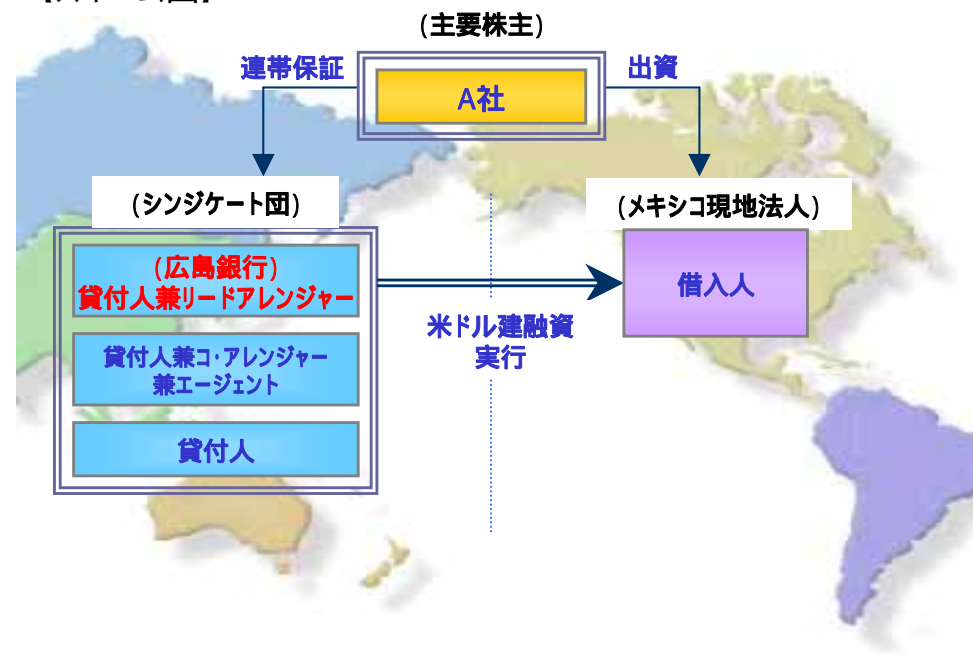 (主要株主)
連帯保証
出資
A社
(シンジケート団)
(メキシコ現地法人)
(広島銀行)
貸付人兼リードアレンジャー
借入人
米ドル建融資
実行
貸付人兼コ・アレンジャー
兼エージェント
貸付人